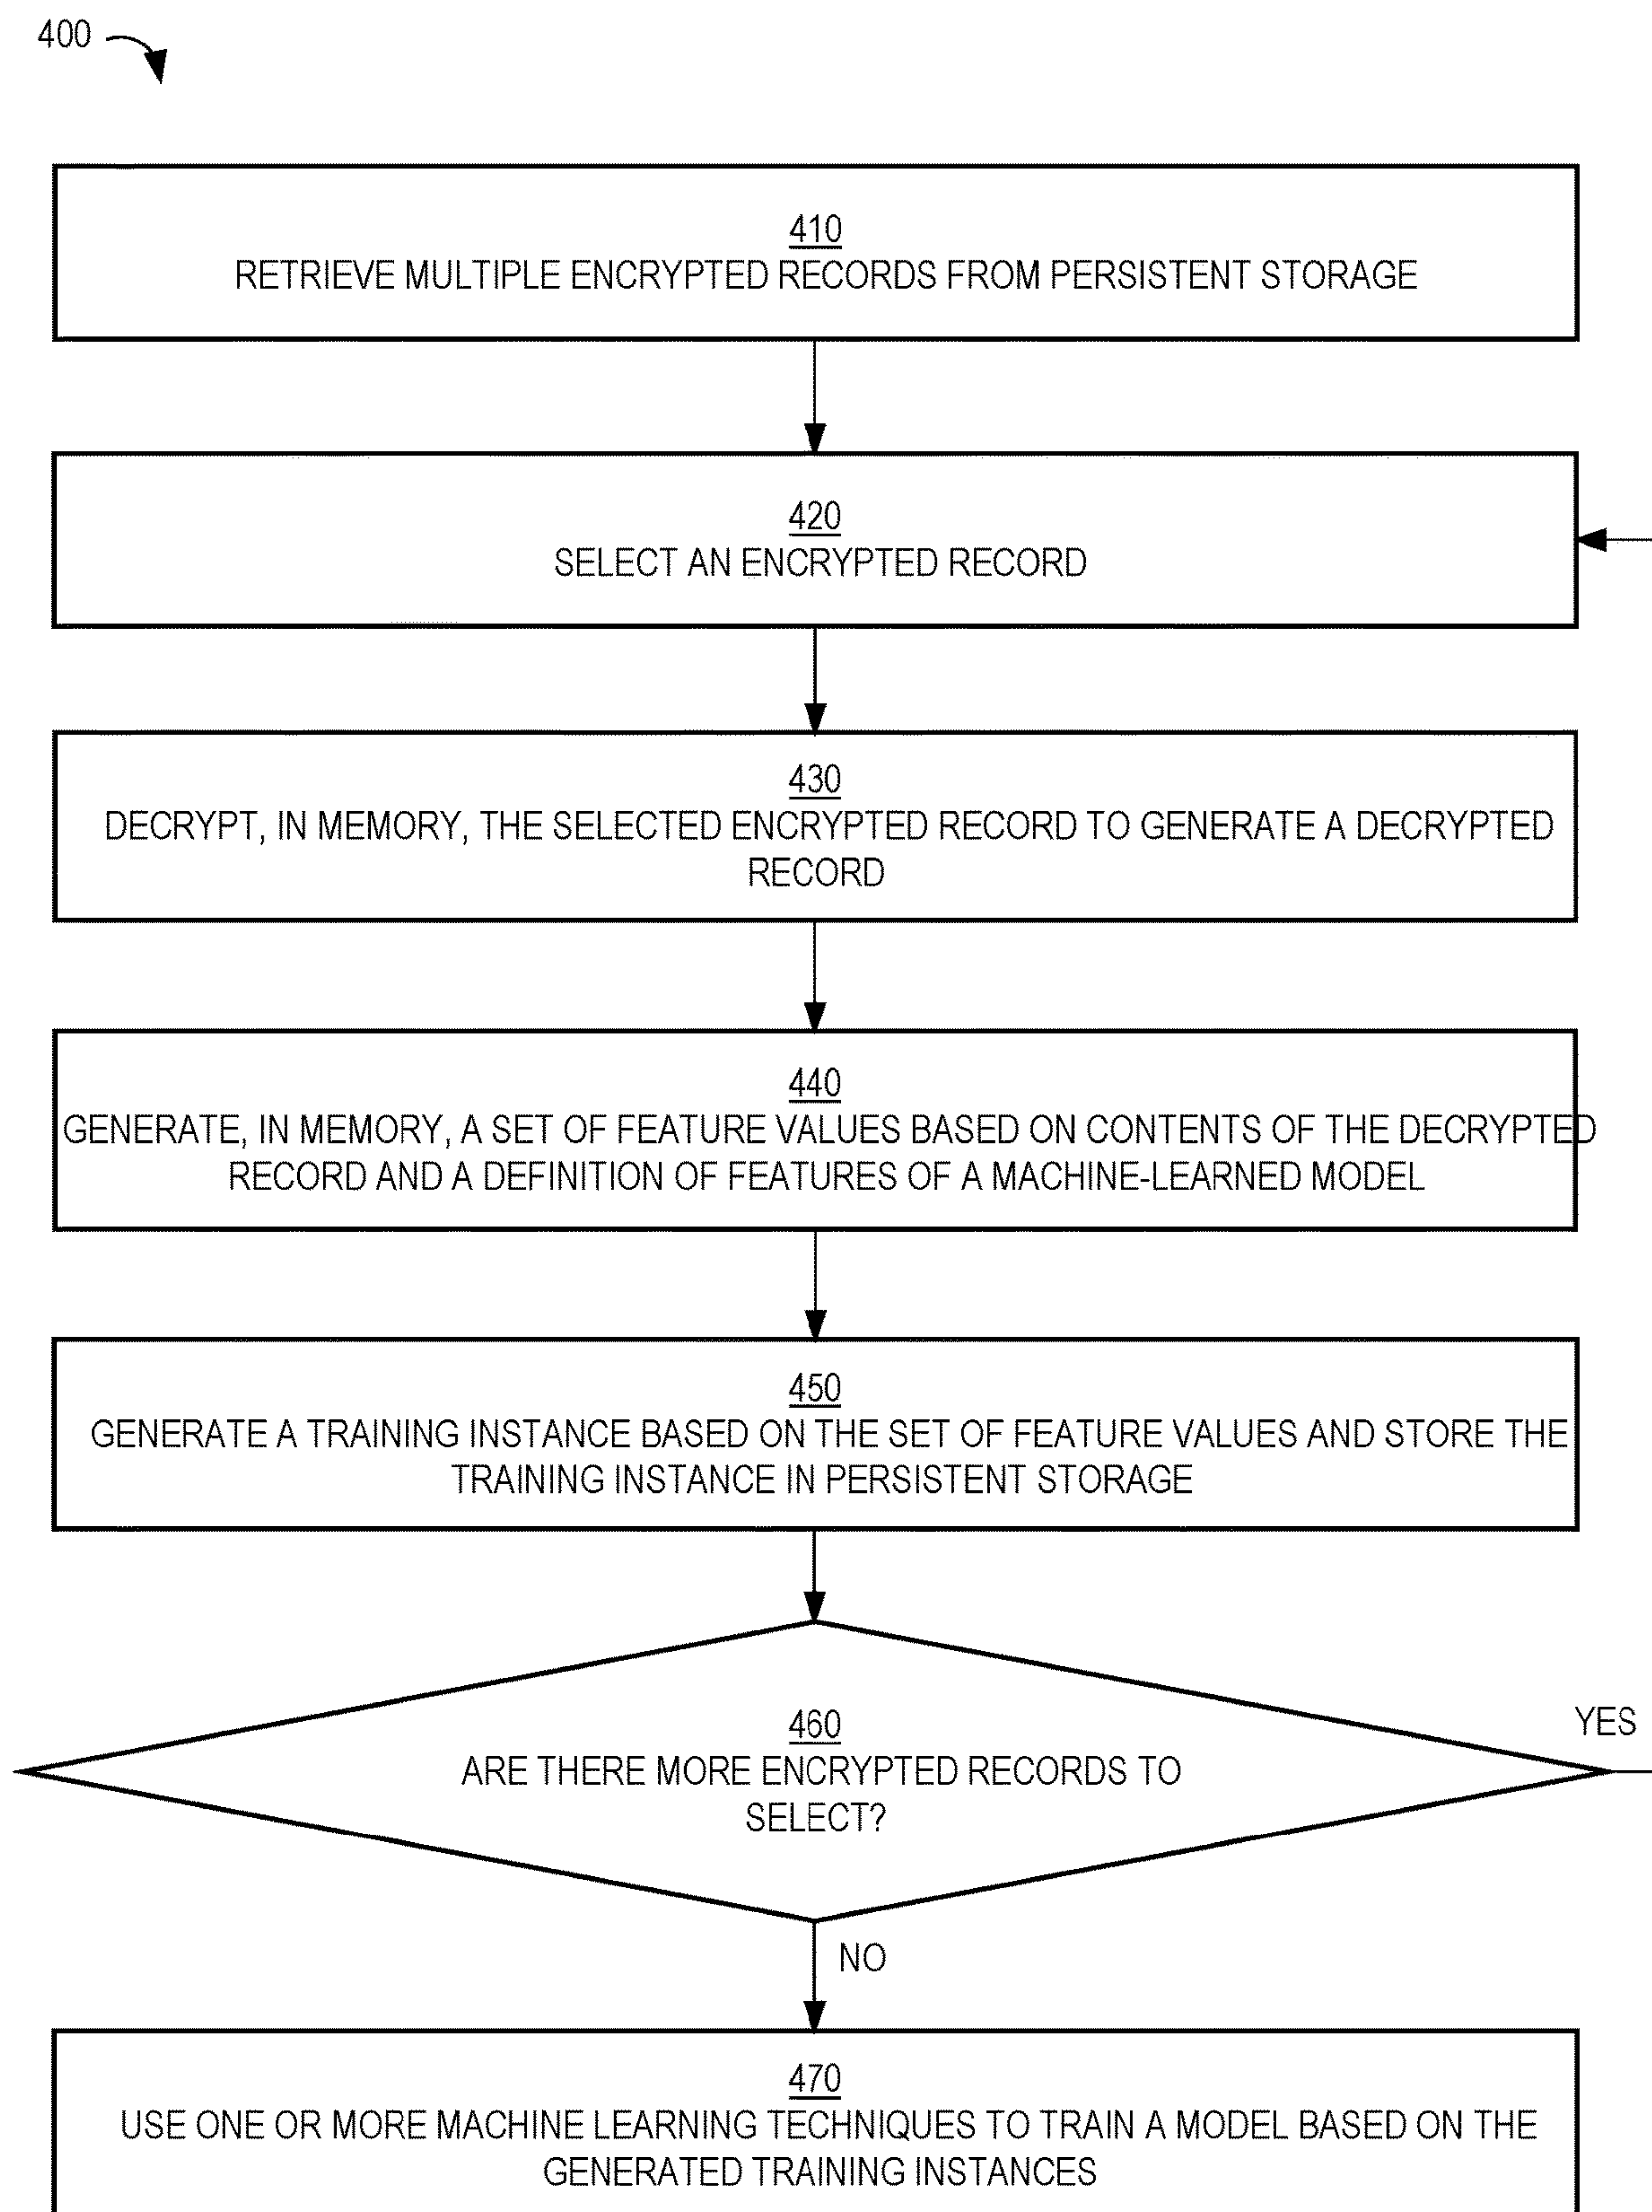 400
410
RETRIEVE MULTIPLE ENCRYPTED RECORDS FROM PERSISTENT STORAGE
420
SELECT AN ENCRYPTED RECORD
430
DECRYPT, IN MEMORY, THE SELECTED ENCRYPTED RECORD TO GENERATE A DECRYPTED
RECORD
440
GENERATE, IN MEMORY, A SET OF FEATURE VALUES BASED ON CONTENTS OF THE DECRYPTED
RECORD AND A DEFINITION OF FEATURES OF A MACHINE-LEARNED MODEL
450
GENERATE A TRAINING INSTANCE BASED ON THE SET OF FEATURE VALUES AND STORE THE
TRAINING INSTANCE IN PERSISTENT STORAGE
460
ARE THERE MORE ENCRYPTED RECORDS TO
SELECT?
YES
NO
470
USE ONE OR MORE MACHINE LEARNING TECHNIQUES TO TRAIN A MODEL BASED ON THE
GENERATED TRAINING INSTANCES